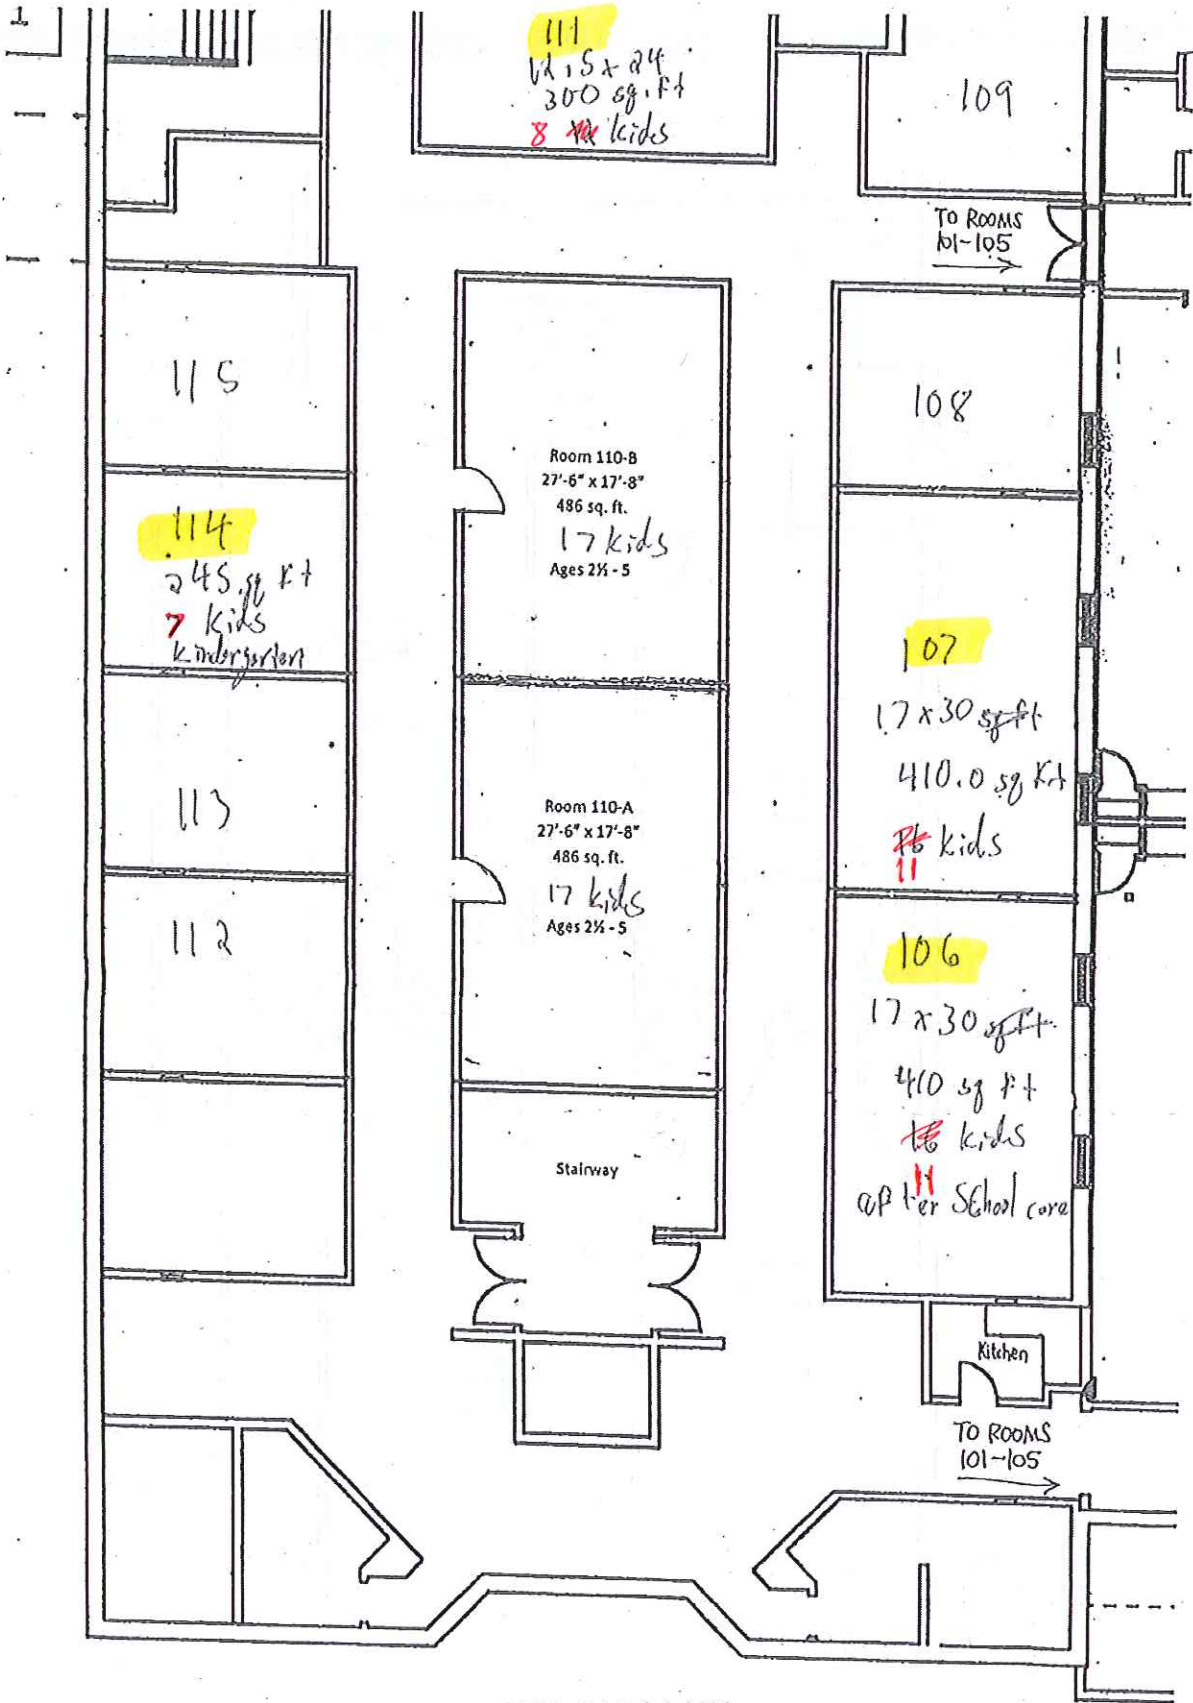 1
111
12.5 x 24
300 sq. ft
8 kids
109
TO ROOMS
101-105
115
108
Room 110-B
27'-6" x 17'-8"
486 sq. ft.
17 kids
Ages 2½ - 5
114
245 sq ft
7 kids
kindergarten
107
17 x 30 sq ft
410.0 sq ft
16 kids
11
113
Room 110-A
27'-6" x 17'-8"
486 sq. ft.
17 kids
Ages 2½ - 5
112
106
17 x 30 sq ft.
410 sq ft
16 kids
11
after School care
Stairway
Kitchen
TO ROOMS
101-105